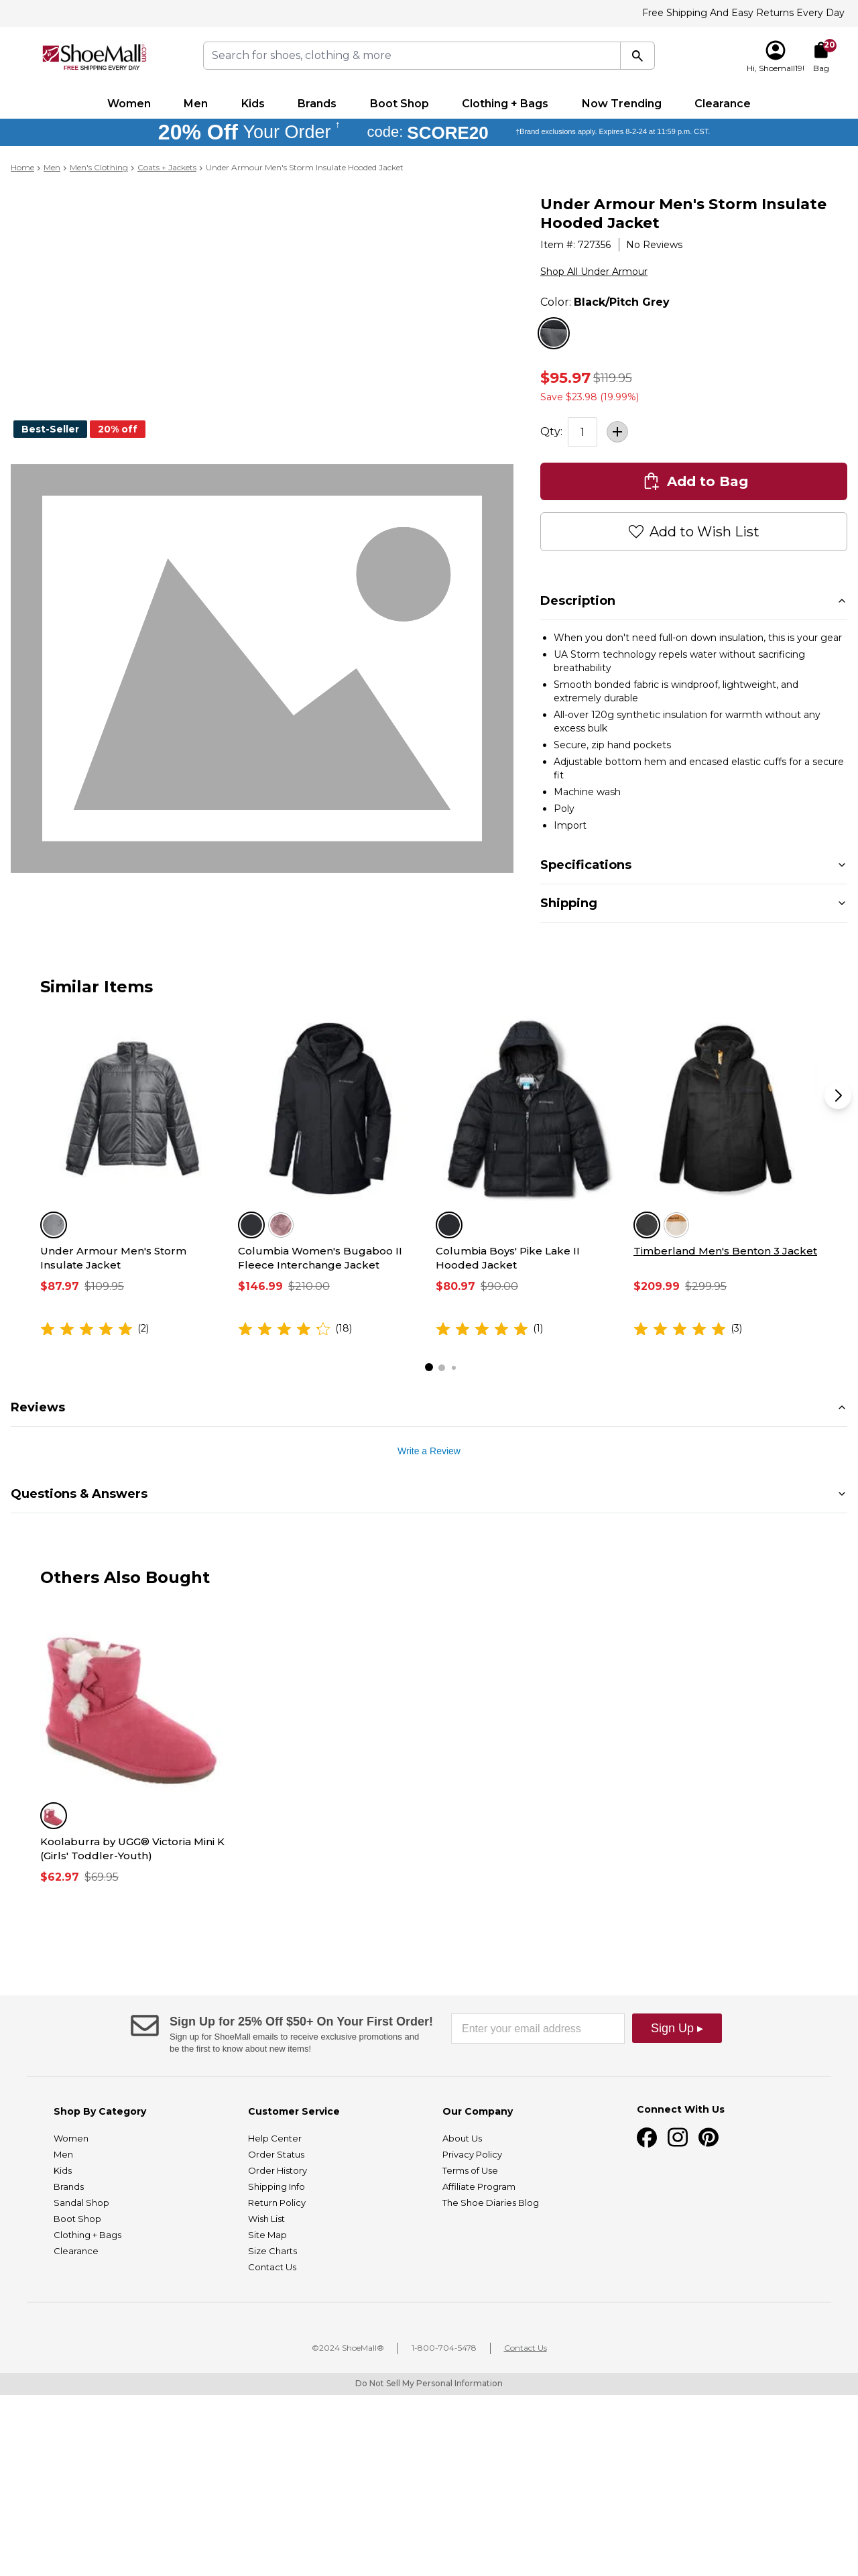 Free Shipping And Easy Returns Every Day
ShoeMall.com
FREE SHIPPING EVERY DAY
Search for shoes, clothing & more
20
Hi, Shoemall19!
Bag
Women
Men
Kids
Brands
Boot Shop
Clothing + Bags
Now Trending
Clearance
20% Off Your Order †
code: SCORE20
†Brand exclusions apply. Expires 8-2-24 at 11:59 p.m. CST.
Home > Men > Men's Clothing > Coats + Jackets > Under Armour Men's Storm Insulate Hooded Jacket
Best-Seller
20% off
Under Armour Men's Storm Insulate
Hooded Jacket
Item #: 727356
No Reviews
Shop All Under Armour
Color: Black/Pitch Grey
$95.97 $119.95
Save $23.98 (19.99%)
Qty:
1
Add to Bag
Add to Wish List
Description
• When you don't need full-on down insulation, this is your gear
• UA Storm technology repels water without sacrificing
breathability
• Smooth bonded fabric is windproof, lightweight, and
extremely durable
• All-over 120g synthetic insulation for warmth without any
excess bulk
• Secure, zip hand pockets
• Adjustable bottom hem and encased elastic cuffs for a secure
fit
• Machine wash
• Poly
• Import
Specifications
Shipping
Similar Items
Under Armour Men's Storm
Insulate Jacket
$87.97 $109.95
(2)
Columbia Women's Bugaboo II
Fleece Interchange Jacket
$146.99 $210.00
(18)
Columbia Boys' Pike Lake II
Hooded Jacket
$80.97 $90.00
(1)
Timberland Men's Benton 3 Jacket
$209.99 $299.95
(3)
Reviews
Write a Review
Questions & Answers
Others Also Bought
Koolaburra by UGG® Victoria Mini K
(Girls' Toddler-Youth)
$62.97 $69.95
Sign Up for 25% Off $50+ On Your First Order!
Sign up for ShoeMall emails to receive exclusive promotions and
be the first to know about new items!
Enter your email address
Sign Up ▸
Shop By Category
Women
Men
Kids
Brands
Sandal Shop
Boot Shop
Clothing + Bags
Clearance
Customer Service
Help Center
Order Status
Order History
Shipping Info
Return Policy
Wish List
Site Map
Size Charts
Contact Us
Our Company
About Us
Privacy Policy
Terms of Use
Affiliate Program
The Shoe Diaries Blog
Connect With Us
©2024 ShoeMall®
1-800-704-5478
Contact Us
Do Not Sell My Personal Information